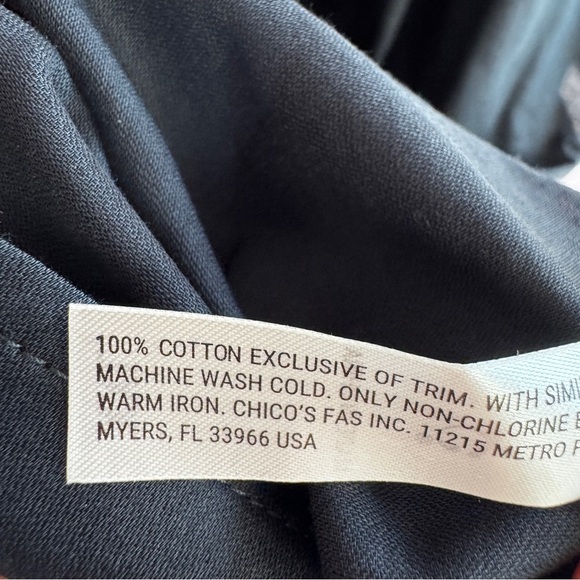 100% COTTON EXCLUSIVE OF TRIM.
MACHINE WASH COLD. ONLY NON-CHLORINE WITH
WARM IRON. CHICO'S FAS INC. 11215 METRO
MYERS, FL 33966 USA